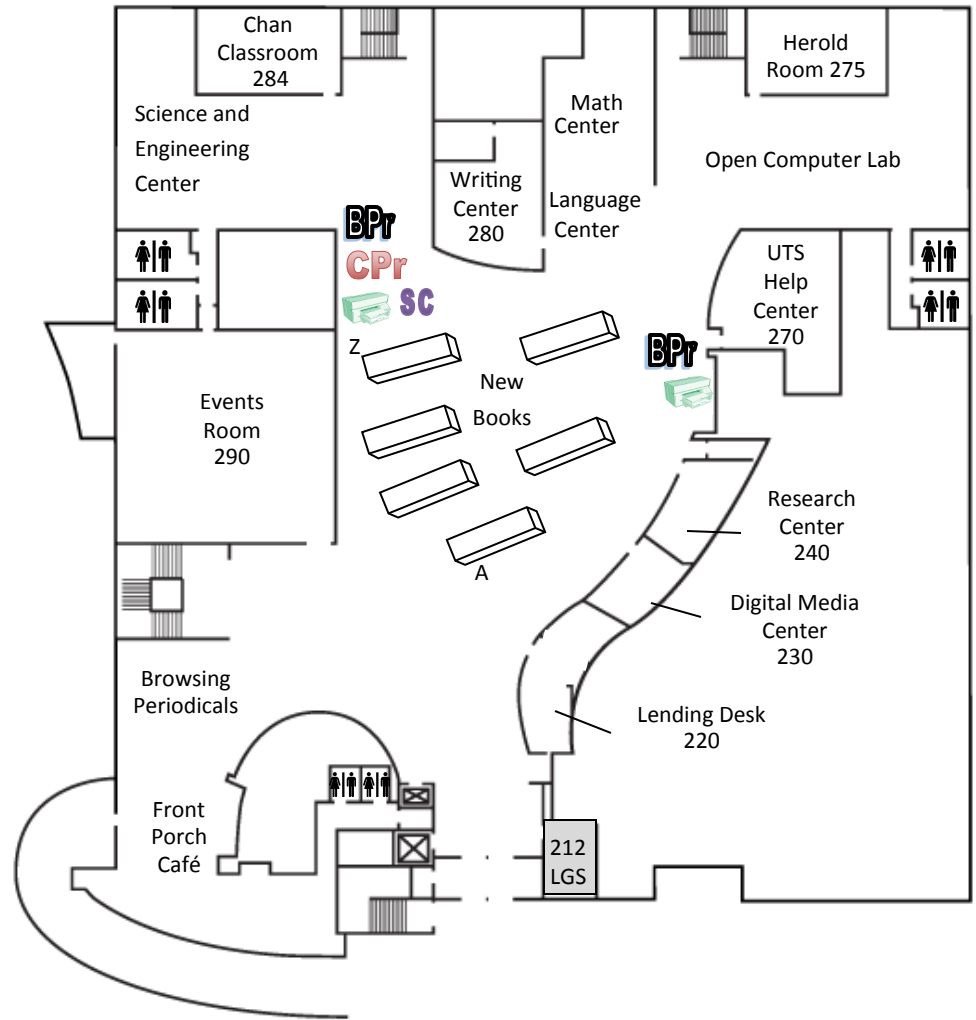 Chan
Classroom
284
Herold
Room 275
Science and
Engineering
Center
Math
Center
Open Computer Lab
Writing
Center
280
Language
Center
BPr
CPr
SC
UTS
Help
Center
270
BPr
Z
New
Books
Events
Room
290
A
Research
Center
240
Digital Media
Center
230
Browsing
Periodicals
Lending Desk
220
Front
Porch
Café
212
LGS